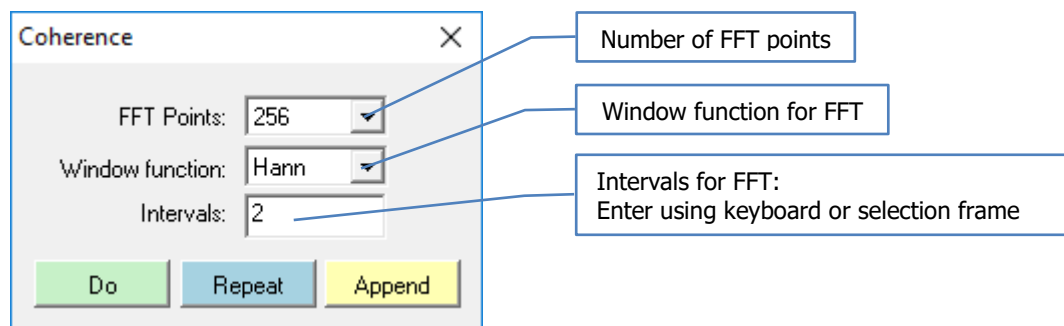 Coherence
Number of FFT points
FFT Points: 256
Window function for FFT
Window function: Hann
Intervals for FFT:
Enter using keyboard or selection frame
Intervals: 2
Do Repeat Append